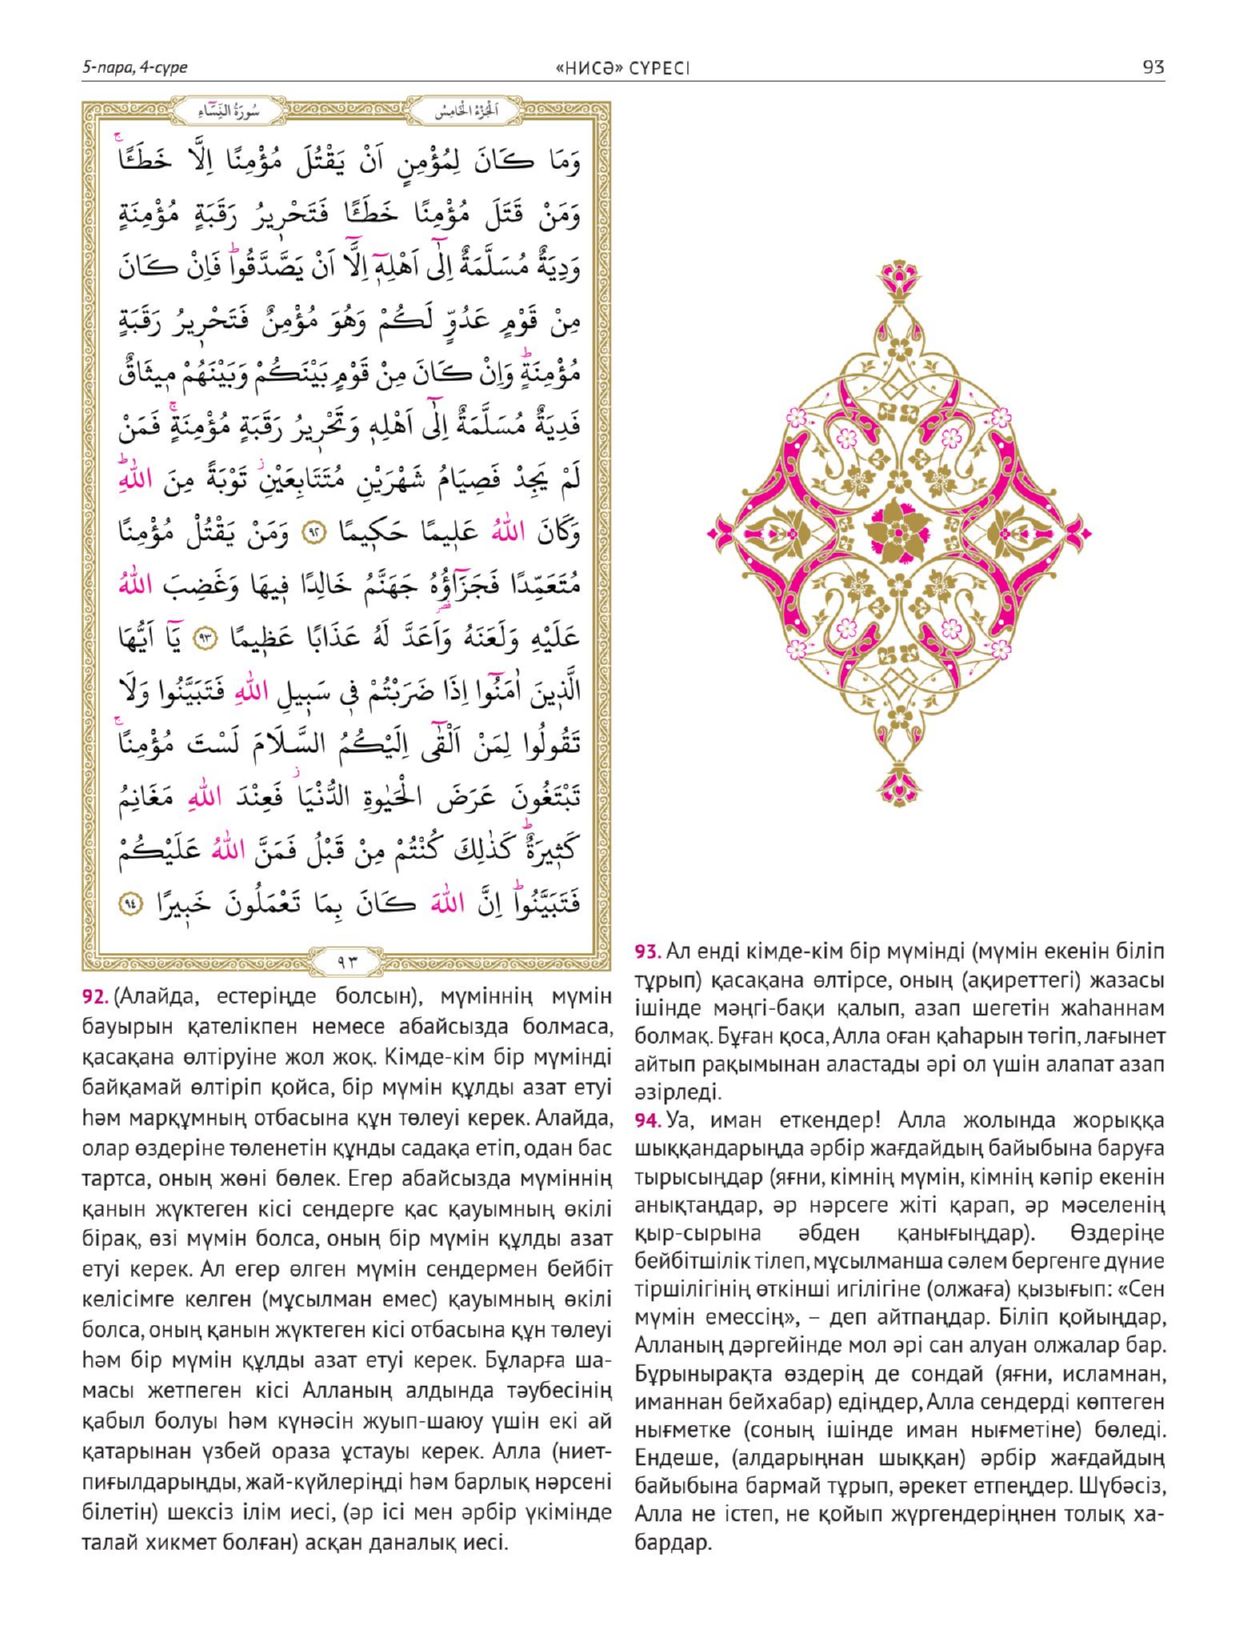 5-пара, 4-сүре
«НИСӘ» СҮРЕСІ
93
سُورَةُ النِّسَٓاءِ
اَلْجُزْءُ الْخَامِسُ
وَمَا كَانَ لِمُؤْمِنٍ اَنْ يَقْتُلَ مُؤْمِنًا اِلَّا خَطَـًٔاۚ
وَمَنْ قَتَلَ مُؤْمِنًا خَطَـًٔا فَتَحْر۪يرُ رَقَبَةٍ مُؤْمِنَةٍ
وَدِيَةٌ مُسَلَّمَةٌ اِلٰٓى اَهْلِه۪ٓ اِلَّٓا اَنْ يَصَّدَّقُواۜ فَاِنْ كَانَ
مِنْ قَوْمٍ عَدُوٍّ لَكُمْ وَهُوَ مُؤْمِنٌ فَتَحْر۪يرُ رَقَبَةٍ
مُؤْمِنَةٍۜ وَاِنْ كَانَ مِنْ قَوْمٍ بَيْنَكُمْ وَبَيْنَهُمْ م۪يثَاقٌ
فَدِيَةٌ مُسَلَّمَةٌ اِلٰٓى اَهْلِه۪ وَتَحْر۪يرُ رَقَبَةٍ مُؤْمِنَةٍۚ فَمَنْ
لَمْ يَجِدْ فَصِيَامُ شَهْرَيْنِ مُتَتَابِعَيْنِۘ تَوْبَةً مِنَ اللّٰهِۜ
وَكَانَ اللّٰهُ عَل۪يمًا حَك۪يمًا ﴿٩٢﴾ وَمَنْ يَقْتُلْ مُؤْمِنًا
مُتَعَمِّدًا فَجَزَٓاؤُ۬هُ جَهَنَّمُ خَالِدًا ف۪يهَا وَغَضِبَ اللّٰهُ
عَلَيْهِ وَلَعَنَهُ وَاَعَدَّ لَهُ عَذَابًا عَظ۪يمًا ﴿٩٣﴾ يَٓا اَيُّهَا
الَّذ۪ينَ اٰمَنُٓوا اِذَا ضَرَبْتُمْ ف۪ي سَب۪يلِ اللّٰهِ فَتَبَيَّنُوا وَلَا
تَقُولُوا لِمَنْ اَلْقٰٓى اِلَيْكُمُ السَّلَامَ لَسْتَ مُؤْمِنًاۚ
تَبْتَغُونَ عَرَضَ الْحَيٰوةِ الدُّنْيَاۘ فَعِنْدَ اللّٰهِ مَغَانِمُ
كَث۪يرَةٌۜ كَذٰلِكَ كُنْتُمْ مِنْ قَبْلُ فَمَنَّ اللّٰهُ عَلَيْكُمْ
فَتَبَيَّنُواۜ اِنَّ اللّٰهَ كَانَ بِمَا تَعْمَلُونَ خَب۪يرًا ﴿٩٤﴾
٩٣
92. (Алайда, естеріңде болсын), мүміннің мүмін
бауырын қателікпен немесе абайсызда болмаса,
қасақана өлтіруіне жол жоқ. Кімде-кім бір мүмінді
байқамай өлтіріп қойса, бір мүмін құлды азат етуі
һәм марқұмның отбасына құн төлеуі керек. Алайда,
олар өздеріне төленетін құнды садақа етіп, одан бас
тартса, оның жөні бөлек. Егер абайсызда мүміннің
қанын жүктеген кісі сендерге қас қауымның өкілі
бірақ, өзі мүмін болса, оның бір мүмін құлды азат
етуі керек. Ал егер өлген мүмін сендермен бейбіт
келісімге келген (мұсылман емес) қауымның өкілі
болса, оның қанын жүктеген кісі отбасына құн төлеуі
һәм бір мүмін құлды азат етуі керек. Бұларға ша-
масы жетпеген кісі Алланың алдында тәубесінің
қабыл болуы һәм күнәсін жуып-шаю үшін екі ай
қатарынан үзбей ораза ұстауы керек. Алла (ниет-
пиғылдарыңды, жай-күйлеріңді һәм барлық нәрсені
білетін) шексіз ілім иесі, (әр ісі мен әрбір үкімінде
талай хикмет болған) асқан даналық иесі.
93. Ал енді кімде-кім бір мүмінді (мүмін екенін біліп
тұрып) қасақана өлтірсе, оның (ақиреттегі) жазасы
ішінде мәңгі-бақи қалып, азап шегетін жаһаннам
болмақ. Бұған қоса, Алла оған қаһарын төгіп, лағынет
айтып рақымынан аластады әрі ол үшін алапат азап
әзірледі.
94. Уа, иман еткендер! Алла жолында жорыққа
шыққандарыңда әрбір жағдайдың байыбына баруға
тырысыңдар (яғни, кімнің мүмін, кімнің кәпір екенін
анықтаңдар, әр нәрсеге жіті қарап, әр мәселенің
қыр-сырына әбден қанығыңдар). Өздеріңе
бейбітшілік тілеп, мұсылманша сәлем бергенге дүние
тіршілігінің өткінші игілігіне (олжаға) қызығып: «Сен
мүмін емессің», – деп айтпаңдар. Біліп қойыңдар,
Алланың дәргейінде мол әрі сан алуан олжалар бар.
Бұрынырақта өздерің де сондай (яғни, исламнан,
иманнан бейхабар) едіңдер, Алла сендерді көптеген
нығметке (соның ішінде иман нығметіне) бөледі.
Ендеше, (алдарыңнан шыққан) әрбір жағдайдың
байыбына бармай тұрып, әрекет етпеңдер. Шүбәсіз,
Алла не істеп, не қойып жүргендеріңнен толық ха-
бардар.